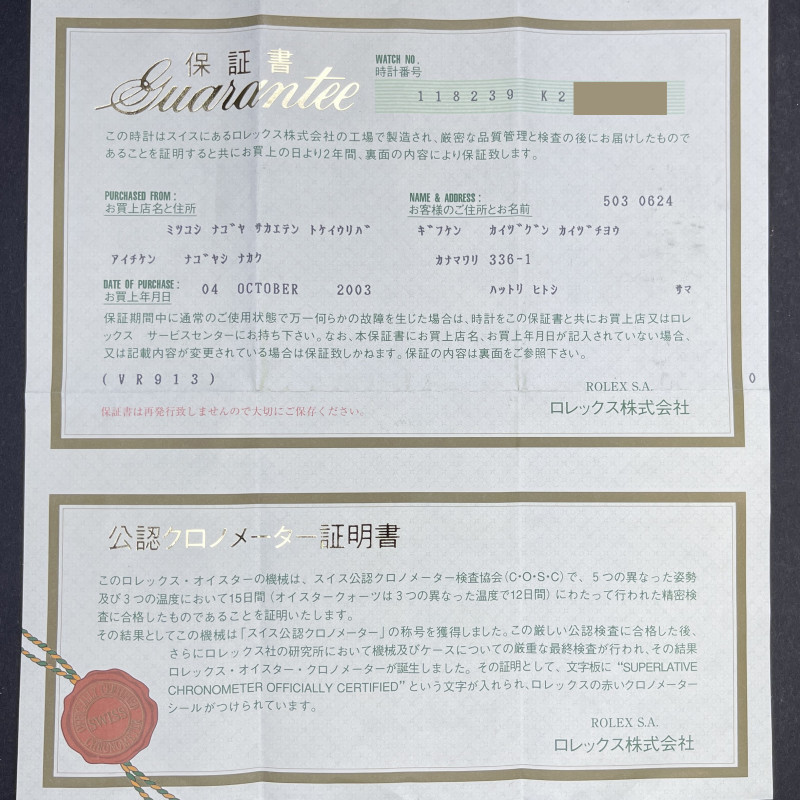 保証書
Guarantee
WATCH NO.
時計番号
118239 K2
この時計はスイスにあるロレックス株式会社の工場で製造され、厳密な品質管理と検査の後にお届けしたもので
あることを証明すると共にお買上の日より2年間、裏面の内容により保証致します。
PURCHASED FROM :
お買上店名と住所
ミツコシ ナゴヤ サカエテン トケイウリバ
アイチケン ナゴヤシ ナカク
NAME & ADDRESS :
お客様のご住所とお名前
503 0624
ギフケン カイヅグン カイヅチヨウ
カナマワリ 336-1
ハットリ ヒトシ サマ
DATE OF PURCHASE :
お買上年月日
04 OCTOBER 2003
保証期間中に通常のご使用状態で万一何らかの故障を生じた場合は、時計をこの保証書と共にお買上店又はロレ
ックス サービスセンターにお持ち下さい。なお、本保証書にお買上店名、お買上年月日が記入されていない場合、
又は記載内容が変更されている場合は保証致しかねます。保証の内容は裏面をご参照下さい。
(VR913)
0
保証書は再発行致しませんので大切にご保存ください。
ROLEX S.A.
ロレックス株式会社
公認クロノメーター証明書
このロレックス・オイスターの機械は、スイス公認クロノメーター検査協会(C・O・S・C)で、5つの異なった姿勢
及び3つの温度において15日間(オイスタークォーツは3つの異なった温度で12日間)にわたって行われた精密検
査に合格したものであることを証明いたします。
その結果としてこの機械は「スイス公認クロノメーター」の称号を獲得しました。この厳しい公認検査に合格した後、
さらにロレックス社の研究所において機械及びケースについての厳重な最終検査が行われ、その結果
ロレックス・オイスター・クロノメーターが誕生しました。その証明として、文字板に "SUPERLATIVE
CHRONOMETER OFFICIALLY CERTIFIED" という文字が入れられ、ロレックスの赤いクロノメーター
シールがつけられています。
ROLEX S.A.
ロレックス株式会社
SWISS